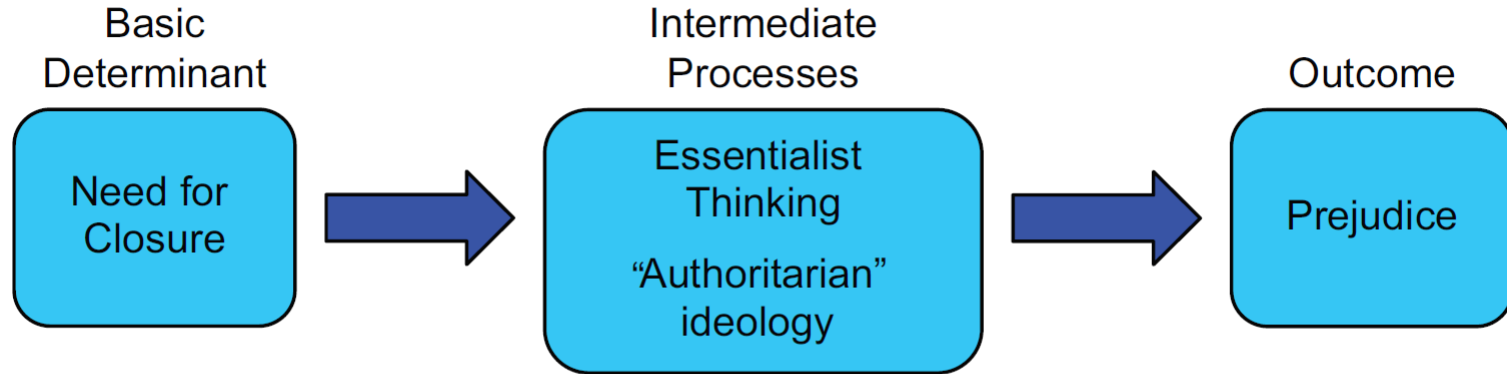 Basic
Determinant
Need for
Closure
Intermediate
Processes
Essentialist
Thinking
“Authoritarian”
ideology
Outcome
Prejudice